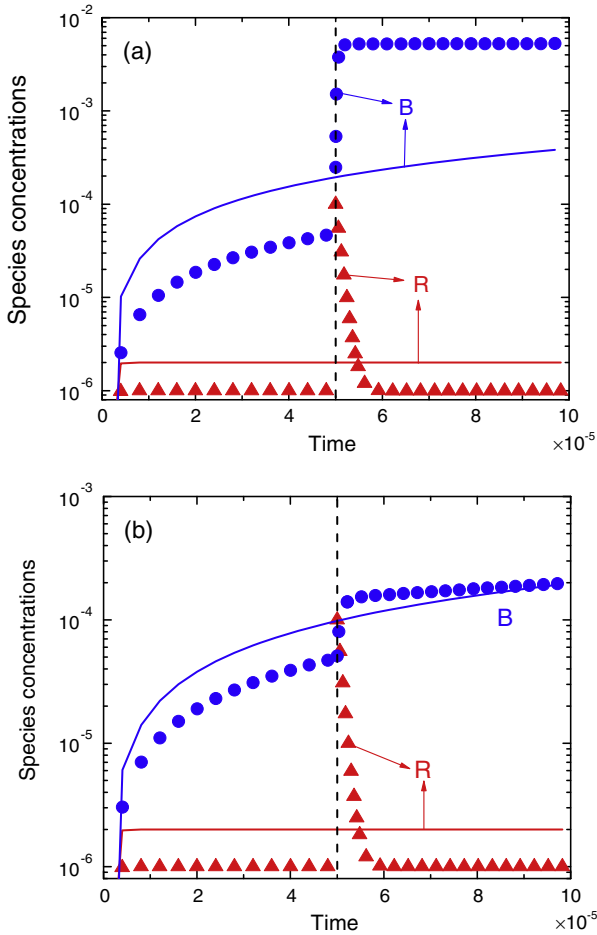 10⁻²
(a)
10⁻³
B
10⁻⁴
R
10⁻⁵
10⁻⁶
Species concentrations
0 2 4 6 8 10
Time
×10⁻⁵
10⁻³
(b)
10⁻⁴
B
10⁻⁵
R
10⁻⁶
Species concentrations
0 2 4 6 8 10
Time
×10⁻⁵